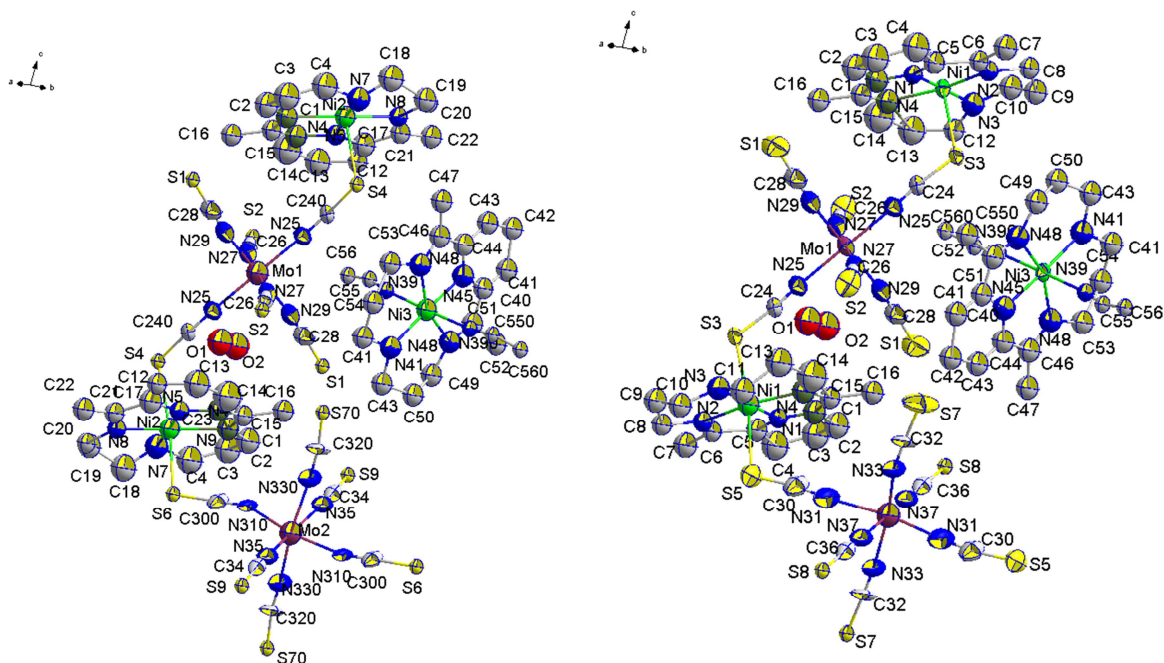 c
a b
C18
C4
C3 N7
C19
C2 Ni2 N8
C1 C20
C16 N4 C17 C22
C15 C21
C14 C13 C12
S4
S1 C240 C47
C28 S2 N25 C43 C42
N29 C26 C53 C46 C44
N27 C56 N48
Mo1 N45 C41
N25 N27 C55 N39 C40
C26 N29 C54 Ni3 C51
C240 S2 C28 C550
O1 N48 N39
S4 O2 C41 N41 C52 C560
C12 C13 S1 C49
C22 C21 C17 C14 C16 C43 C50
N5 C15
Ni2 C23 S70
C20 N8 N9 C1
C19 N7 C4 C3 C2 C320
C18 S9
S6 N330 C34
C300 N310 N35
Mo2
N35
C34 N310 C300
S9 N330 S6
C320
S70
c
a b
C4 C6 C7
C3 C5
C2 Ni1 C8
C16 C1 N1 N2
N4 C10 C9
C15 N3
C14 C13 C12
S1 S3 C50
C28 S2 C24 C49 C43
N29 C26 N25 C560 C550 N41
N27 N39 N48 C41
Mo1 C52 N39
N25 N27 C51 Ni3 C54
C26 C41 N45
C24 N29 C40 C55 C56
S3 O1 S2 C28 N48 C53
O2 S1 C42 C44 C46
C13 C43
N3 C11 C14 C47
C10 C15 C16
C9 Ni1 S7
N2 N4 C1
C8 C5 N1 C2 C32
C7 C6 C3
C4 N33 S8
S5 C30 C36
N31 N37
N37 N31
C36 C30
S8 N33 S5
C32
S7